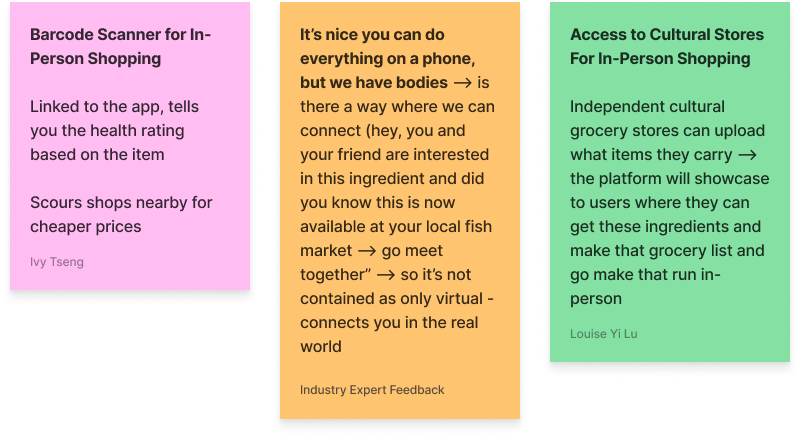 Barcode Scanner for In-
Person Shopping
Linked to the app, tells
you the health rating
based on the item
Scours shops nearby for
cheaper prices
Ivy Tseng
It’s nice you can do
everything on a phone,
but we have bodies —> is
there a way where we can
connect (hey, you and
your friend are interested
in this ingredient and did
you know this is now
available at your local fish
market —> go meet
together” —> so it’s not
contained as only virtual -
connects you in the real
world
Industry Expert Feedback
Access to Cultural Stores
For In-Person Shopping
Independent cultural
grocery stores can upload
what items they carry —>
the platform will showcase
to users where they can
get these ingredients and
make that grocery list and
go make that run in-
person
Louise Yi Lu